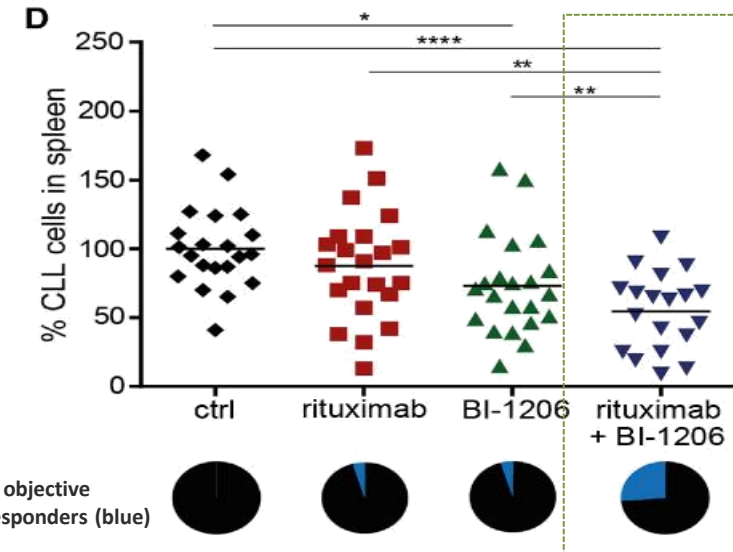 D
*
****
**
**
250
200
150
100
50
0
% CLL cells in spleen
ctrl rituximab BI-1206 rituximab
+ BI-1206
objective
sponders (blue)